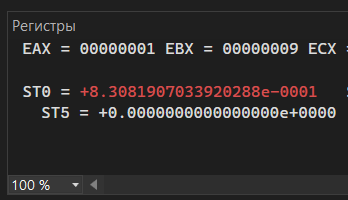 Регистры
EAX = 00000001 EBX = 00000009 ECX =
ST0 = +8.3081907033920288e-0001
ST5 = +0.0000000000000000e+0000
100 %